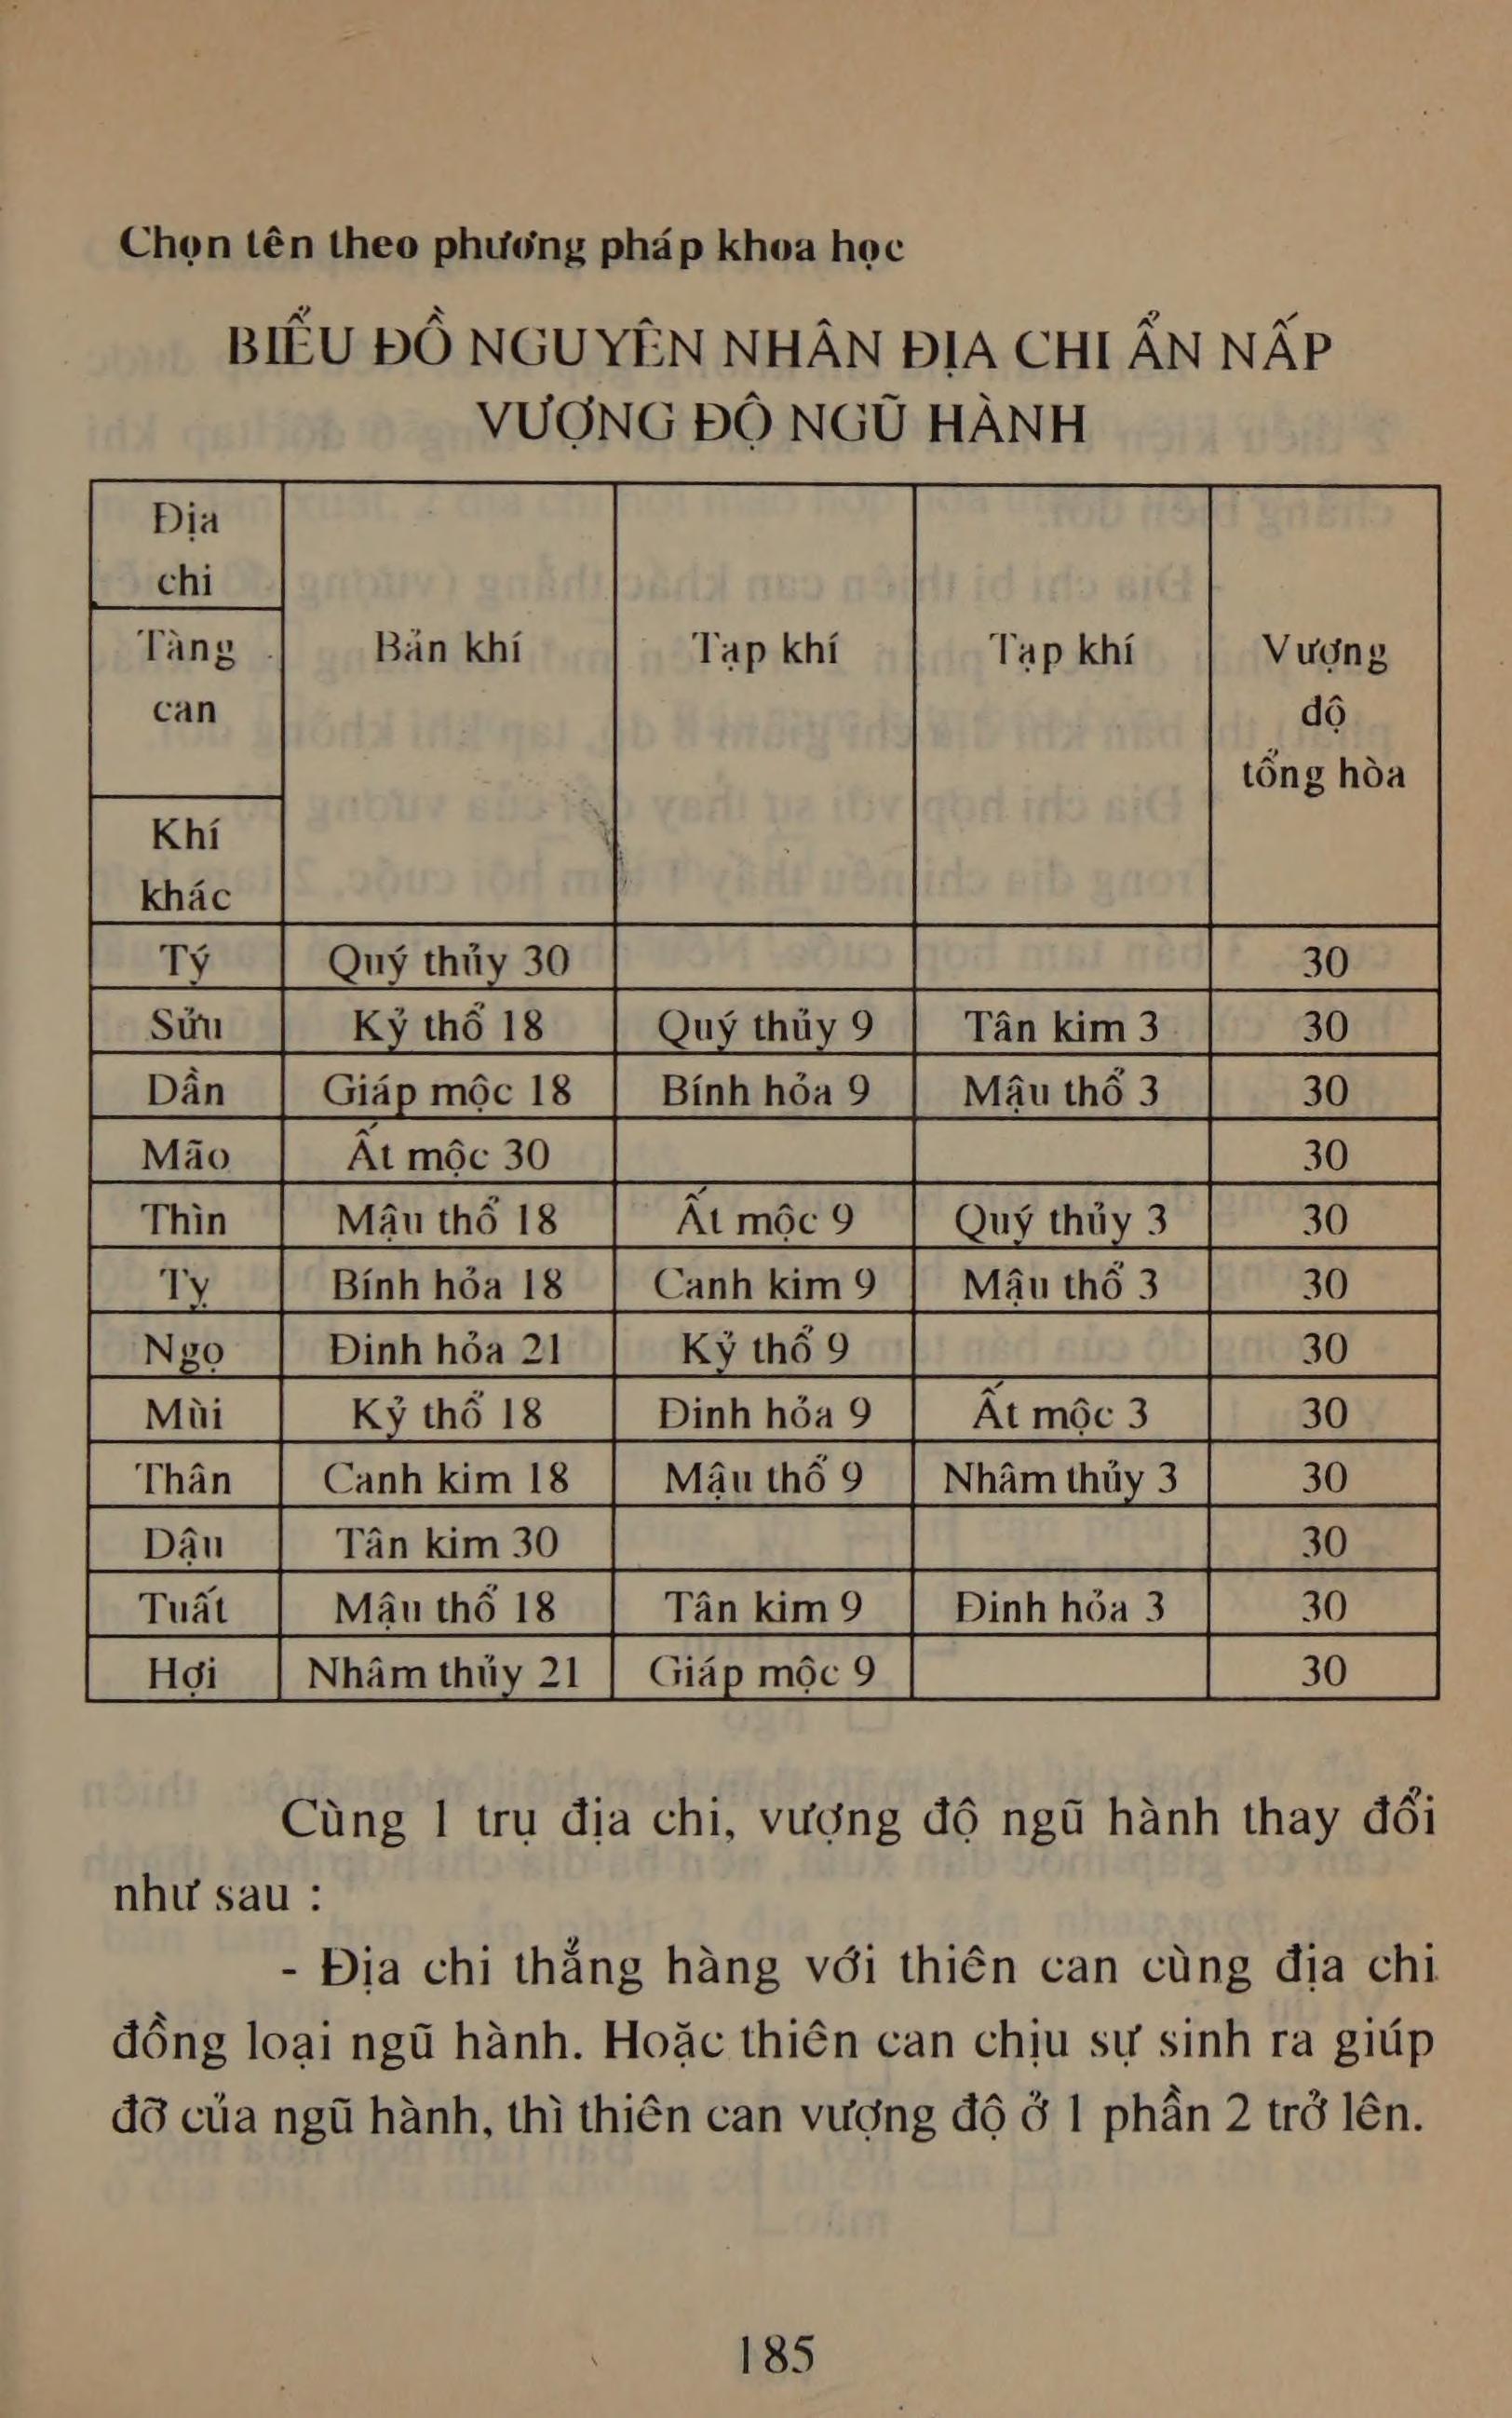 Chọn tên theo phương pháp khoa học
BIỂU ĐỒ NGUYÊN NHÂN ĐỊA CHI ẨN NẤP
VƯỢNG ĐỘ NGŨ HÀNH
Địa
chi
Tàng
can
Khí
khác
Bản khí
Tạp khí
Tạp khí
Vượng
độ
tổng hòa
Tý Quý thủy 30 30
Sửu Kỷ thổ 18 Quý thủy 9 Tân kim 3 30
Dần Giáp mộc 18 Bính hỏa 9 Mậu thổ 3 30
Mão Ất mộc 30 30
Thìn Mậu thổ 18 Ất mộc 9 Quý thủy 3 30
Tỵ Bính hỏa 18 Canh kim 9 Mậu thổ 3 30
Ngọ Đinh hỏa 21 Kỷ thổ 9 30
Mùi Kỷ thổ 18 Đinh hỏa 9 Ất mộc 3 30
Thân Canh kim 18 Mậu thổ 9 Nhâm thủy 3 30
Dậu Tân kim 30 30
Tuất Mậu thổ 18 Tân kim 9 Đinh hỏa 3 30
Hợi Nhâm thủy 21 Giáp mộc 9 30
Cùng 1 trụ địa chi, vượng độ ngũ hành thay đổi
như sau :
- Địa chi thẳng hàng với thiên can cùng địa chi
đồng loại ngũ hành. Hoặc thiên can chịu sự sinh ra giúp
đỡ của ngũ hành, thì thiên can vượng độ ở 1 phần 2 trở lên.
185